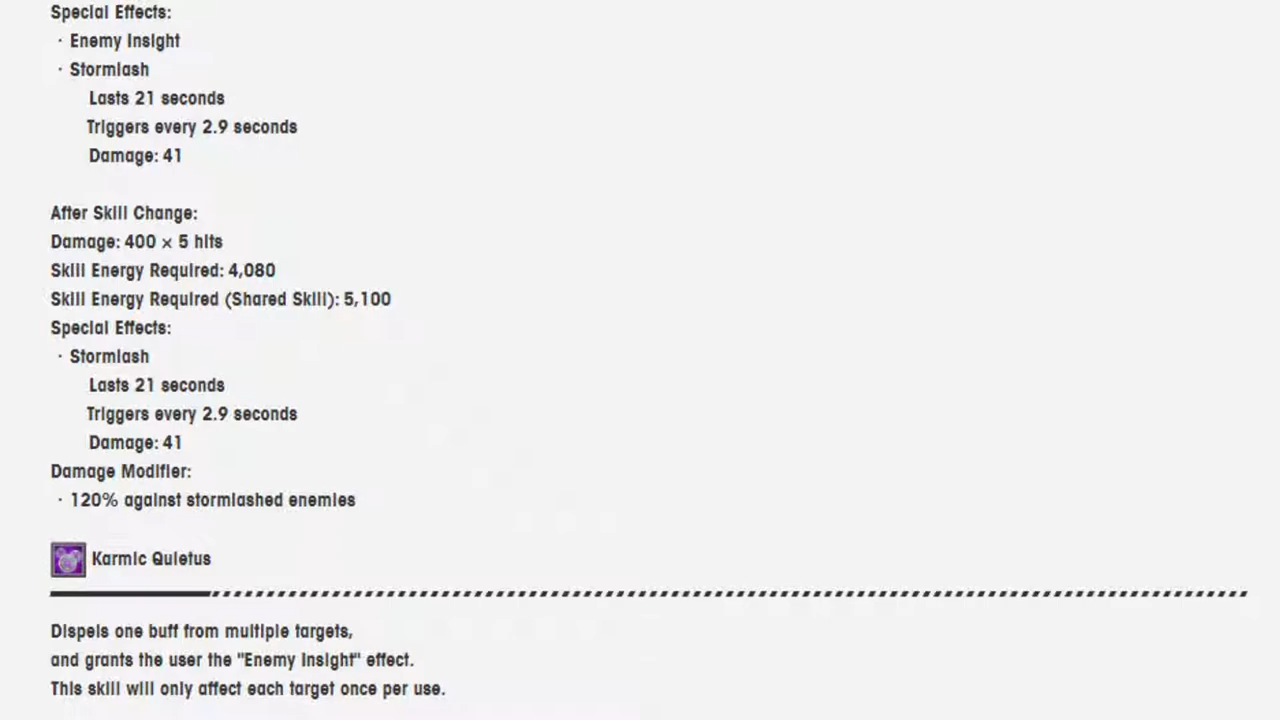 Special Effects:
· Enemy Insight
· Stormlash
Lasts 21 seconds
Triggers every 2.9 seconds
Damage: 41
After Skill Change:
Damage: 400 × 5 hits
Skill Energy Required: 4,080
Skill Energy Required (Shared Skill): 5,100
Special Effects:
· Stormlash
Lasts 21 seconds
Triggers every 2.9 seconds
Damage: 41
Damage Modifier:
· 120% against stormlashed enemies
Karmic Quietus
Dispels one buff from multiple targets,
and grants the user the "Enemy Insight" effect.
This skill will only affect each target once per use.